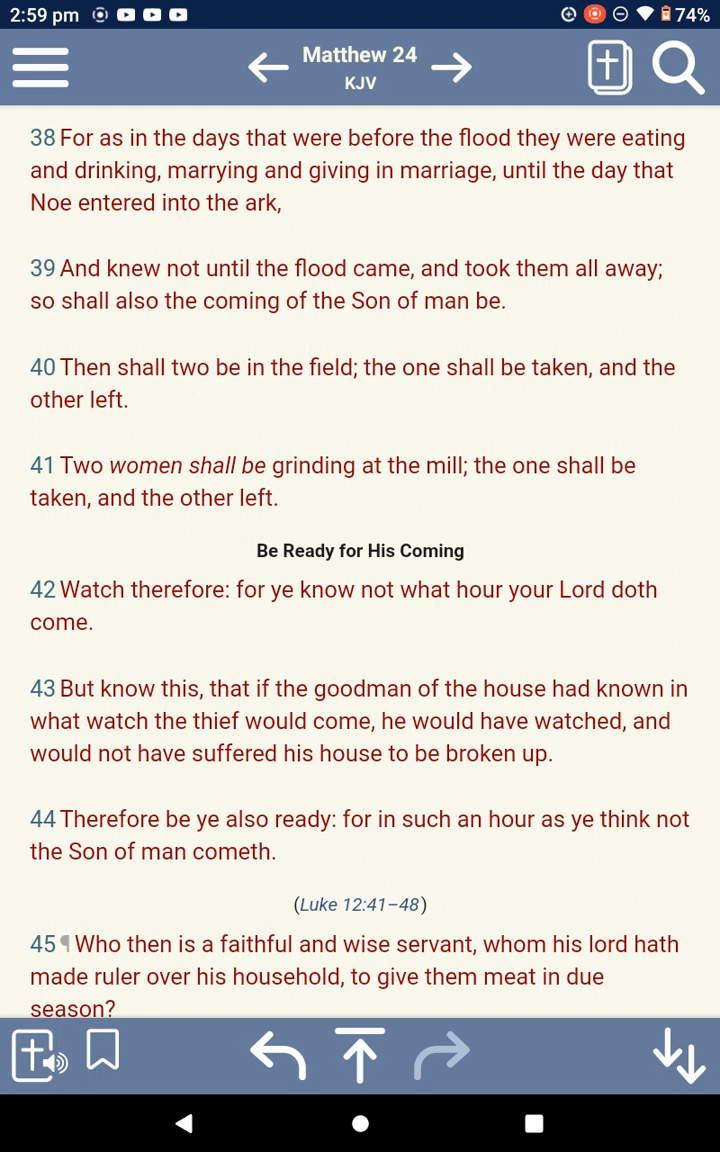 2:59 pm
74%
Matthew 24
KJV
38 For as in the days that were before the flood they were eating
and drinking, marrying and giving in marriage, until the day that
Noe entered into the ark,
39 And knew not until the flood came, and took them all away;
so shall also the coming of the Son of man be.
40 Then shall two be in the field; the one shall be taken, and the
other left.
41 Two women shall be grinding at the mill; the one shall be
taken, and the other left.
Be Ready for His Coming
42 Watch therefore: for ye know not what hour your Lord doth
come.
43 But know this, that if the goodman of the house had known in
what watch the thief would come, he would have watched, and
would not have suffered his house to be broken up.
44 Therefore be ye also ready: for in such an hour as ye think not
the Son of man cometh.
(Luke 12:41–48)
45 ¶ Who then is a faithful and wise servant, whom his lord hath
made ruler over his household, to give them meat in due
season?